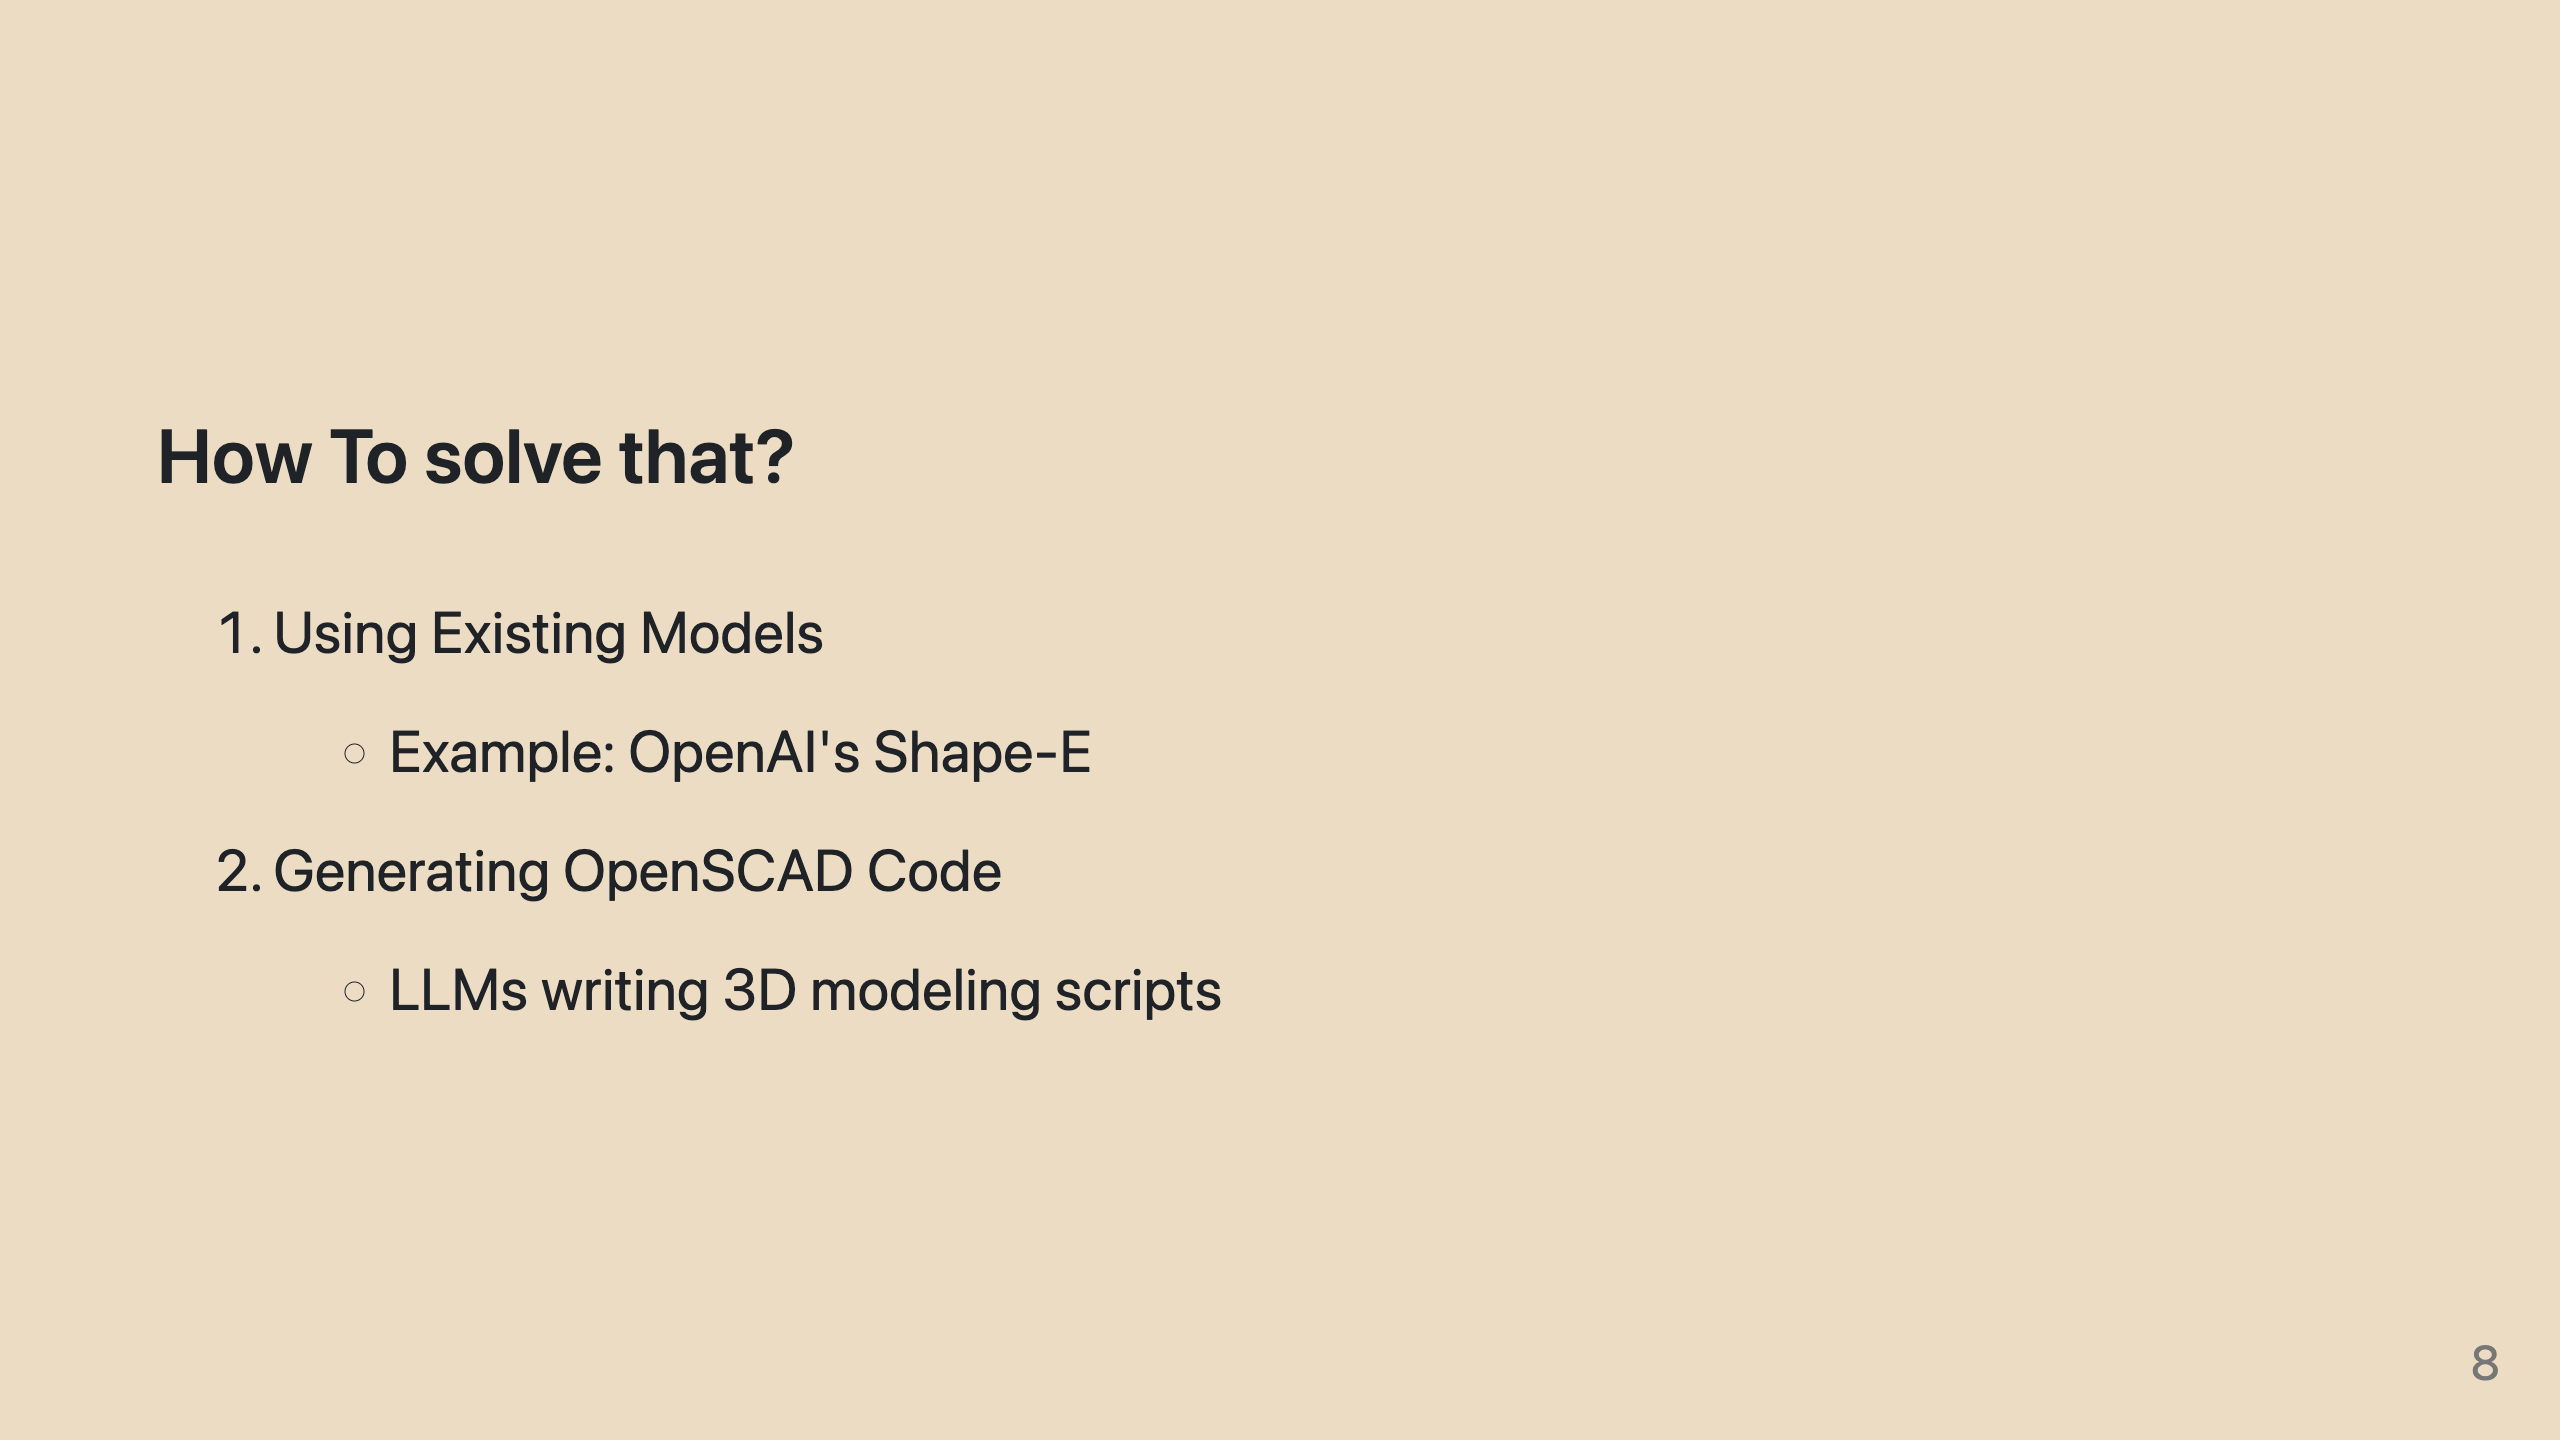 How To solve that?
1. Using Existing Models
○ Example: OpenAI's Shape-E
2. Generating OpenSCAD Code
○ LLMs writing 3D modeling scripts
8